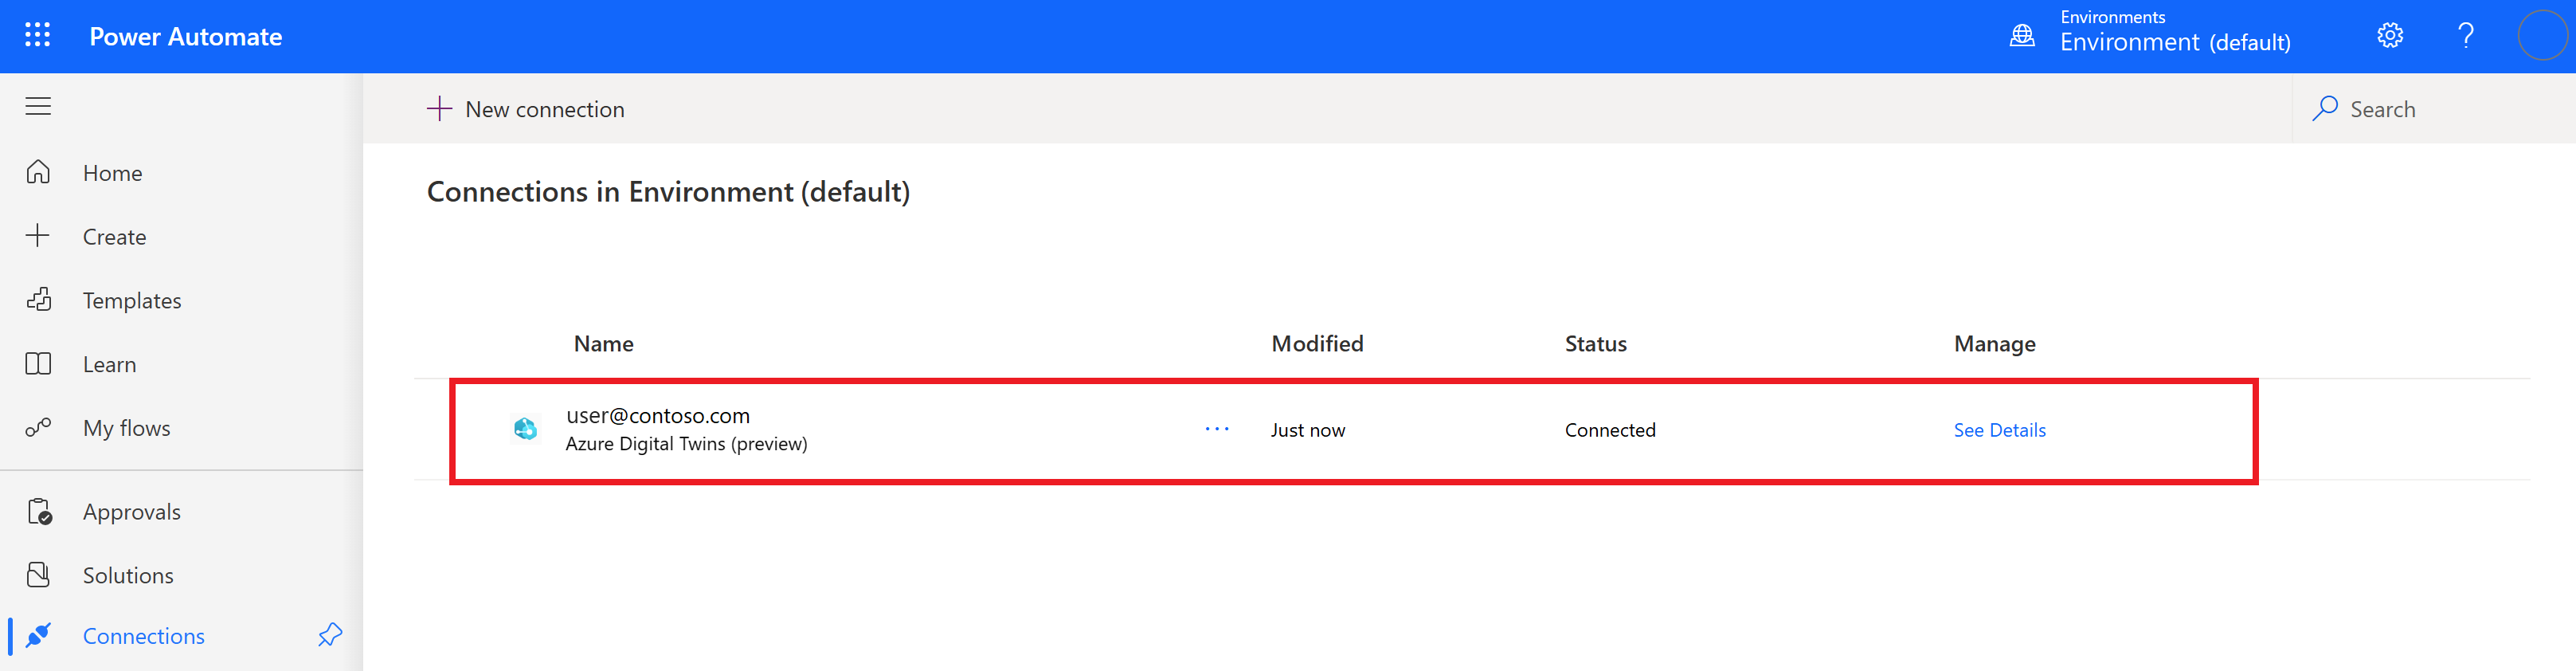 Power Automate
Environments
Environment (default)
New connection
Search
Home
Create
Templates
Learn
My flows
Approvals
Solutions
Connections
Connections in Environment (default)
Name Modified Status Manage
user@contoso.com
Azure Digital Twins (preview)
... Just now Connected See Details